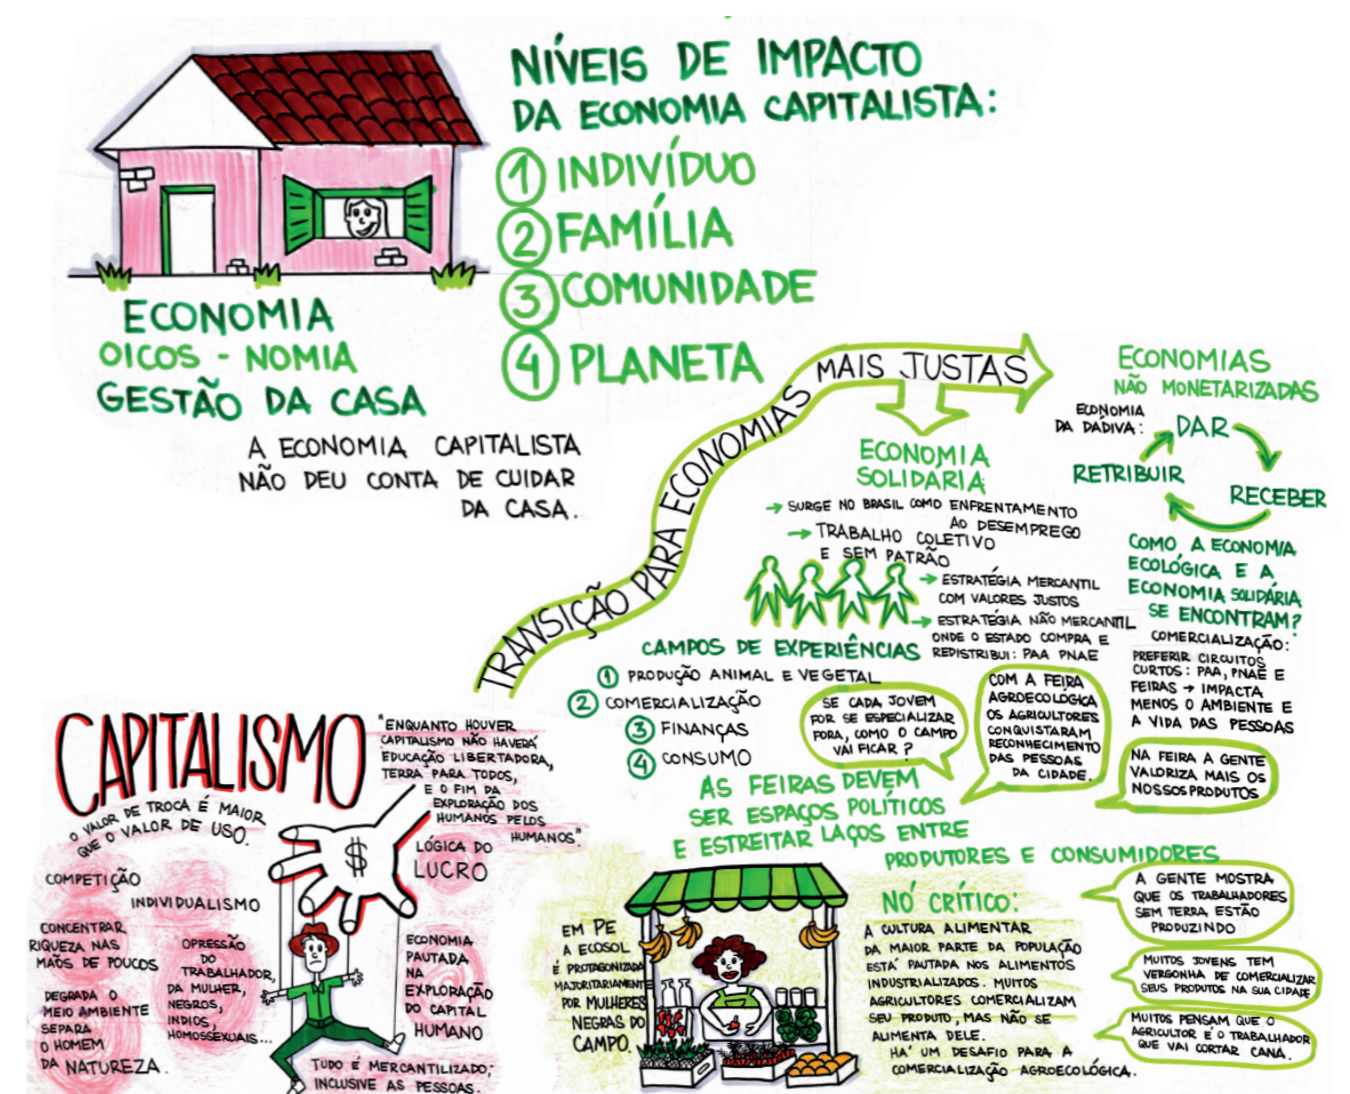 NÍVEIS DE IMPACTO
DA ECONOMIA CAPITALISTA:
1 INDIVÍDUO
2 FAMÍLIA
3 COMUNIDADE
4 PLANETA
ECONOMIA
OICOS - NOMIA
GESTÃO DA CASA
A ECONOMIA CAPITALISTA
NÃO DEU CONTA DE CUIDAR
DA CASA.
TRANSIÇÃO PARA ECONOMIAS MAIS JUSTAS
ECONOMIAS
NÃO MONETARIZADAS
ECONOMIA
DA DÁDIVA:
DAR
RECEBER
RETRIBUIR
ECONOMIA
SOLIDÁRIA
→ SURGE NO BRASIL COMO ENFRENTAMENTO
AO DESEMPREGO
→ TRABALHO COLETIVO
E SEM PATRÃO
→ ESTRATÉGIA MERCANTIL
COM VALORES JUSTOS
→ ESTRATÉGIA NÃO MERCANTIL
ONDE O ESTADO COMPRA E
REDISTRIBUI: PAA PNAE
COMO A ECONOMIA
ECOLÓGICA E A
ECONOMIA SOLIDÁRIA
SE ENCONTRAM?
COMERCIALIZAÇÃO:
PREFERIR CIRCUITOS
CURTOS: PAA, PNAE E
FEIRAS → IMPACTA
MENOS O AMBIENTE E
A VIDA DAS PESSOAS
CAMPOS DE EXPERIÊNCIAS
1 PRODUÇÃO ANIMAL E VEGETAL
2 COMERCIALIZAÇÃO
3 FINANÇAS
4 CONSUMO
SE CADA JOVEM
FOR SE ESPECIALIZAR
FORA, COMO O CAMPO
VAI FICAR?
COM A FEIRA
AGROECOLÓGICA
OS AGRICULTORES
CONQUISTARAM
RECONHECIMENTO
DAS PESSOAS
DA CIDADE.
NA FEIRA A GENTE
VALORIZA MAIS OS
NOSSOS PRODUTOS
AS FEIRAS DEVEM
SER ESPAÇOS POLÍTICOS
E ESTREITAR LAÇOS ENTRE
PRODUTORES E CONSUMIDORES
CAPITALISMO
O VALOR DE TROCA É MAIOR
QUE O VALOR DE USO.
"ENQUANTO HOUVER
CAPITALISMO NÃO HAVERÁ
EDUCAÇÃO LIBERTADORA,
TERRA PARA TODOS,
E O FIM DA
EXPLORAÇÃO DOS
HUMANOS PELOS
HUMANOS."
$
LÓGICA DO
LUCRO
COMPETIÇÃO
INDIVIDUALISMO
CONCENTRAR
RIQUEZA NAS
MÃOS DE POUCOS
DEGRADA O
MEIO AMBIENTE
SEPARA
O HOMEM
DA NATUREZA.
OPRESSÃO
DO
TRABALHADOR,
DA MULHER,
NEGROS,
INDIOS,
HOMOSSEXUAIS...
ECONOMIA
PAUTADA
NA
EXPLORAÇÃO
DO CAPITAL
HUMANO
TUDO É MERCANTILIZADO,
INCLUSIVE AS PESSOAS.
EM PE
A ECOSOL
É PROTAGONIZADA
MAJORITARIAMENTE
POR MULHERES
NEGRAS DO
CAMPO.
NÓ CRÍTICO:
A CULTURA ALIMENTAR
DA MAIOR PARTE DA POPULAÇÃO
ESTÁ PAUTADA NOS ALIMENTOS
INDUSTRIALIZADOS. MUITOS
AGRICULTORES COMERCIALIZAM
SEU PRODUTO, MAS NÃO SE
ALIMENTA DELE.
HÁ UM DESAFIO PARA A
COMERCIALIZAÇÃO AGROECOLÓGICA.
A GENTE MOSTRA
QUE OS TRABALHADORES
SEM TERRA ESTÃO
PRODUZINDO
MUITOS JOVENS TEM
VERGONHA DE COMERCIALIZAR
SEUS PRODUTOS NA SUA CIDADE
MUITOS PENSAM QUE O
AGRICULTOR É O TRABALHADOR
QUE VAI CORTAR CANA.